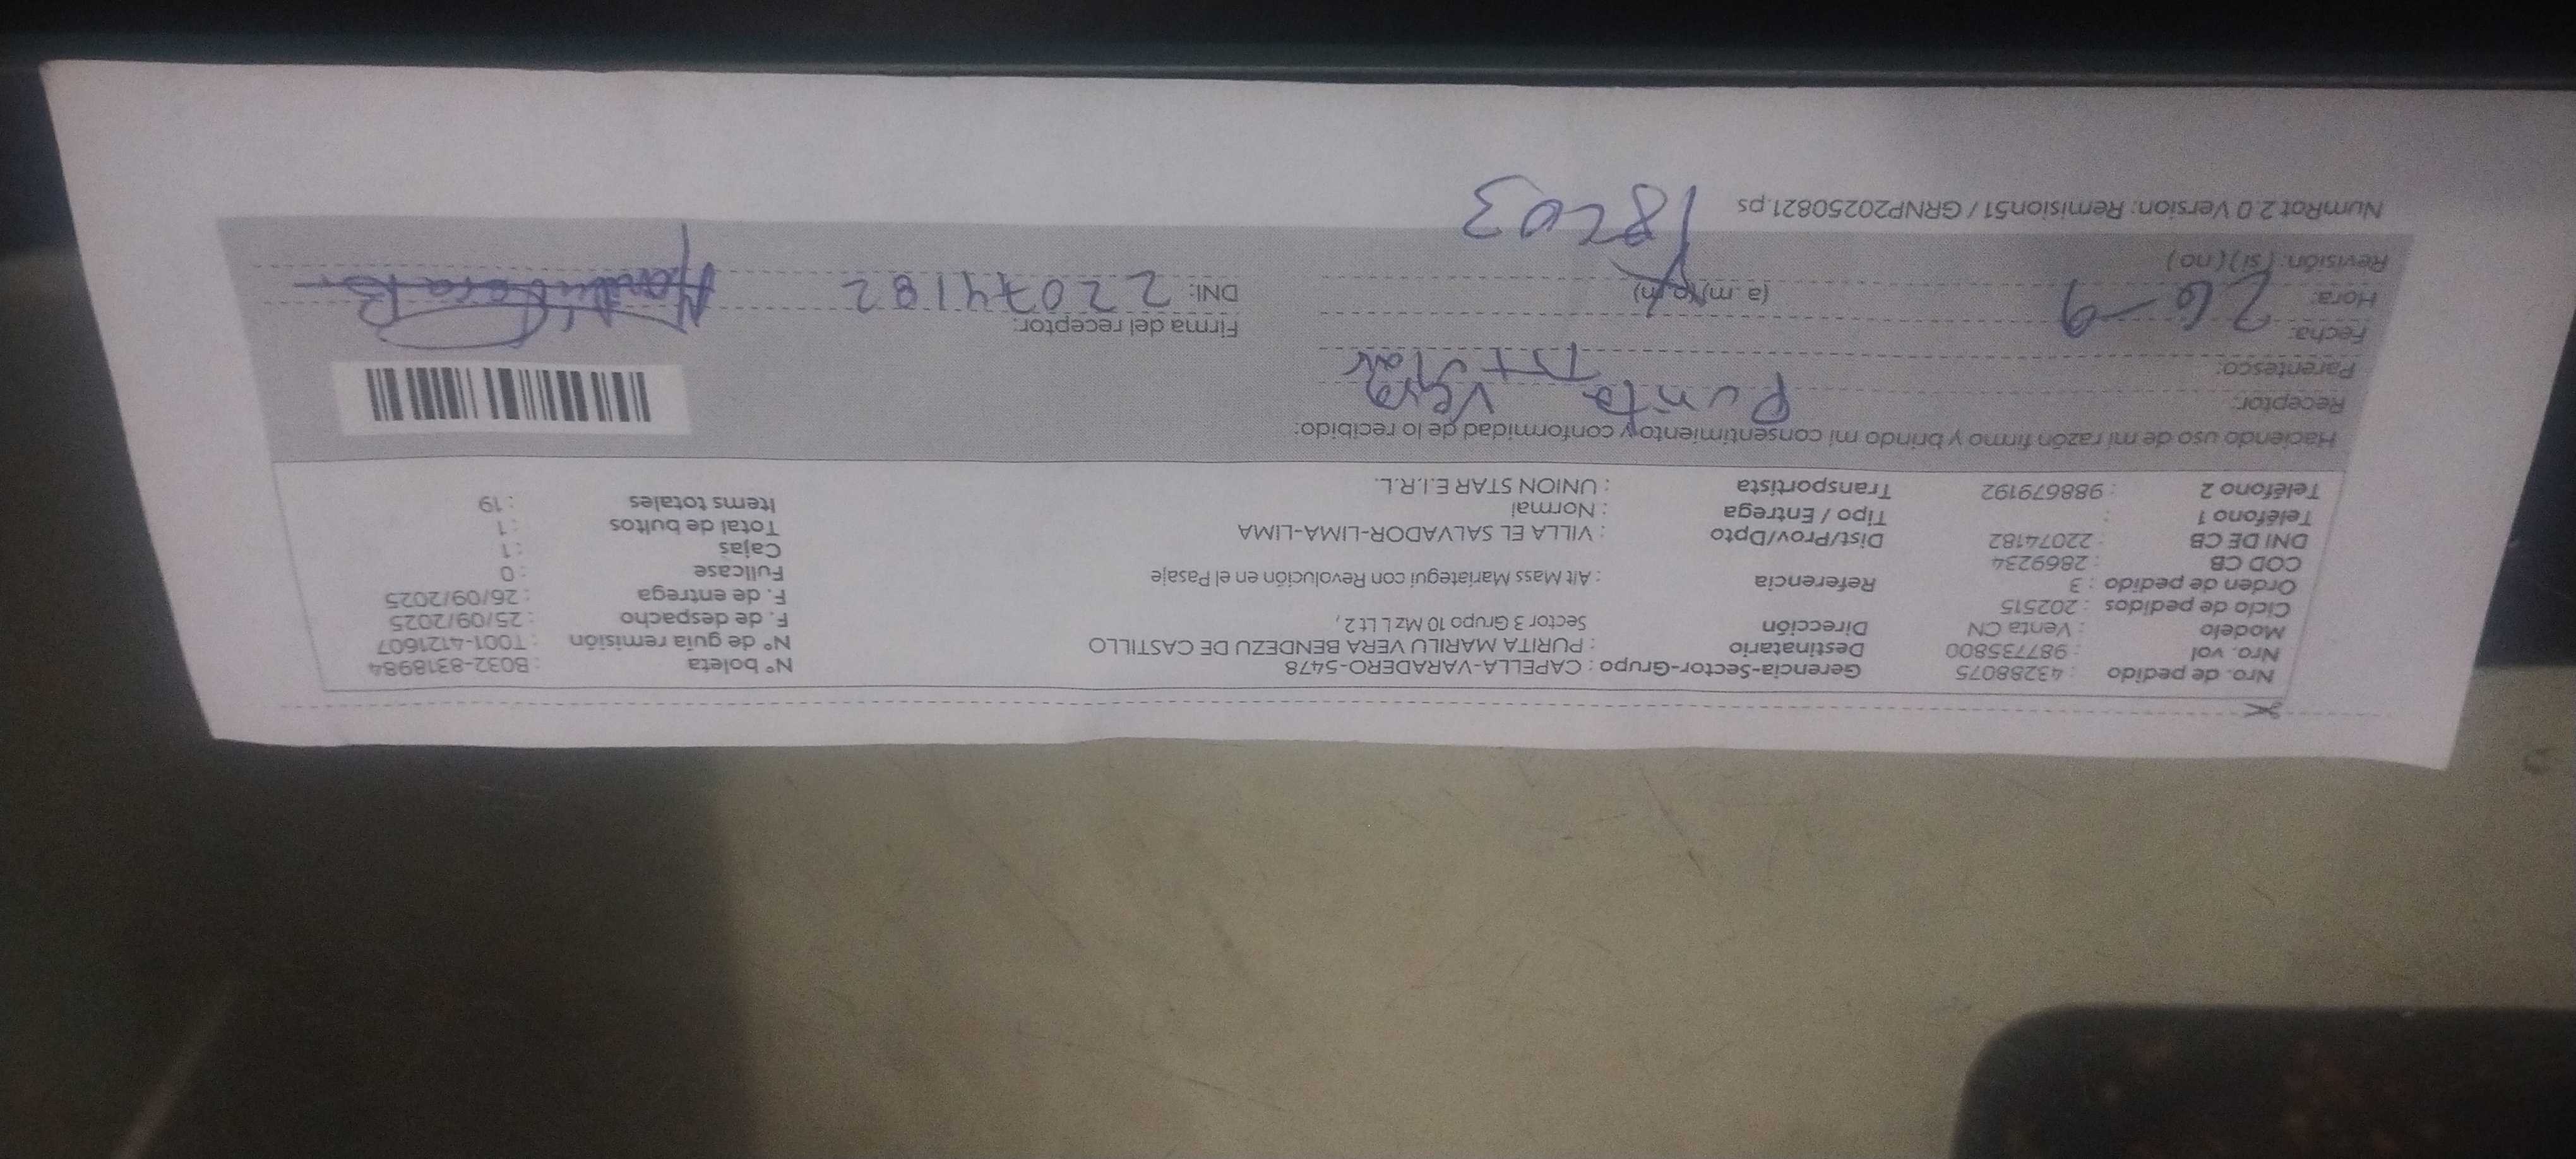 Nro. de pedido : 43288075 Gerencia-Sector-Grupo : CAPELLA-VARADERO-5478 N° boleta : B032-8318984
Nro. vol : 987735800 Destinatario : PURITA MARILU VERA BENDEZU DE CASTILLO N° de guía remisión : T001-4121607
Modelo : Venta CN Dirección Sector 3 Grupo 10 Mz L Lt 2 , F. de despacho : 25/09/2025
Ciclo de pedidos : 202515 F. de entrega : 26/09/2025
Orden de pedido : 3 Referencia : Alt Mass Mariategui con Revolución en el Pasaje Fullcase : 0
COD CB : 2869234 Cajas : 1
DNI DE CB : 22074182 Dist/Prov/Dpto : VILLA EL SALVADOR-LIMA-LIMA Total de bultos : 1
Teléfono 1 : Tipo / Entrega : Normal Items totales : 19
Teléfono 2 : 988679192 Transportista : UNION STAR E.I.R.L.
Haciendo uso de mi razón firmo y brindo mi consentimiento y conformidad de lo recibido:
Receptor: Vera
Parentesco:
Fecha: 26-9 Firma del receptor:
Hora: (a.m)(p.m) DNI: 22074182
Revisión: (si)(no)
NumRot 2.0 Version: Remision51 / GRNP20250821.ps